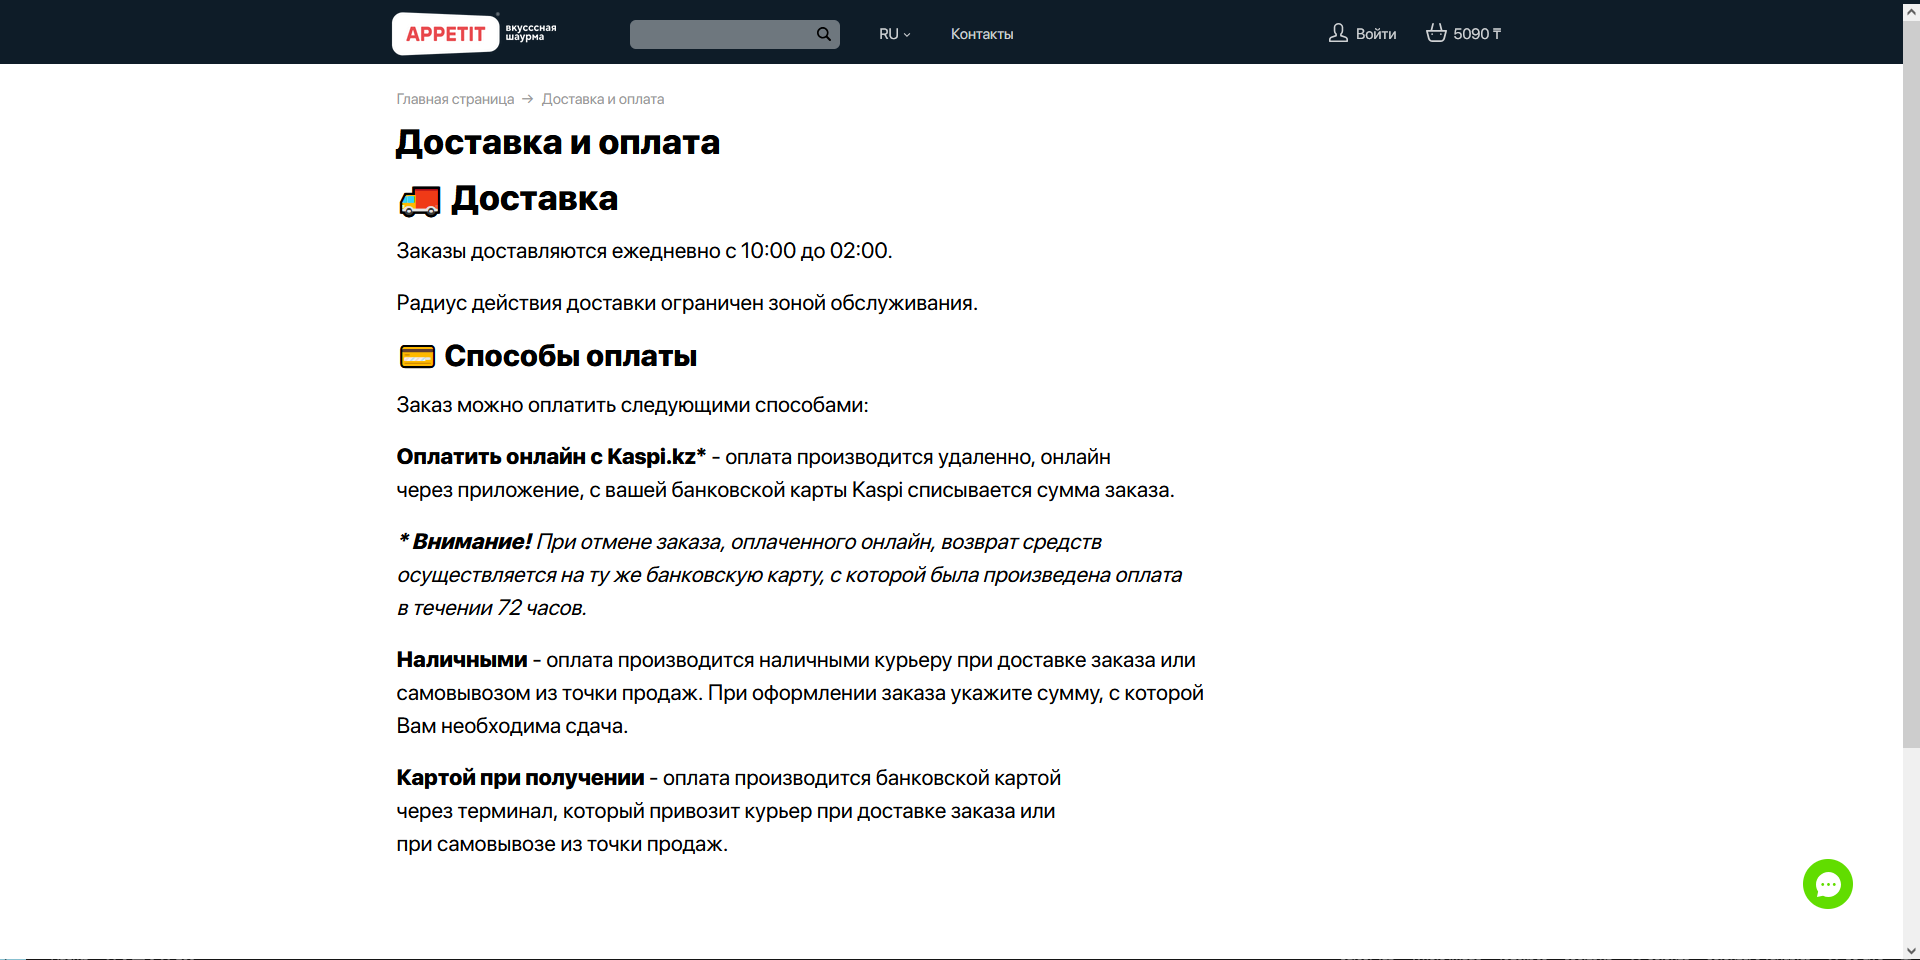 APPETIT
вкусссная
шаурма
RU
Контакты
Войти
5090 ₸
Главная страница → Доставка и оплата
Доставка и оплата
Доставка
Заказы доставляются ежедневно с 10:00 до 02:00.
Радиус действия доставки ограничен зоной обслуживания.
Способы оплаты
Заказ можно оплатить следующими способами:
Оплатить онлайн с Kaspi.kz* - оплата производится удаленно, онлайн
через приложение, с вашей банковской карты Kaspi списывается сумма заказа.
* Внимание! При отмене заказа, оплаченного онлайн, возврат средств
осуществляется на ту же банковскую карту, с которой была произведена оплата
в течении 72 часов.
Наличными - оплата производится наличными курьеру при доставке заказа или
самовывозом из точки продаж. При оформлении заказа укажите сумму, с которой
Вам необходима сдача.
Картой при получении - оплата производится банковской картой
через терминал, который привозит курьер при доставке заказа или
при самовывозе из точки продаж.